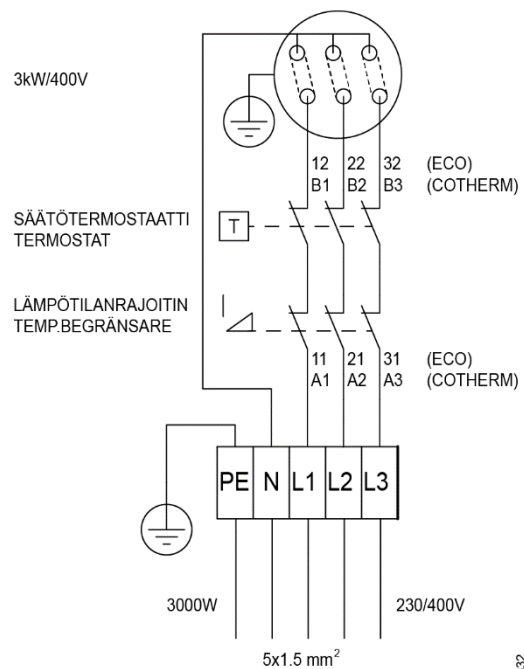 3kW/400V
12 22 32 (ECO)
B1 B2 B3 (COTHERM)
SÄÄTÖTERMOSTAATTI
TERMOSTAT
T
LÄMPÖTILANRAJOITIN
TEMP.BEGRÄNSARE
11 21 31 (ECO)
A1 A2 A3 (COTHERM)
PE N L1 L2 L3
3000W
230/400V
5x1.5 mm²
32